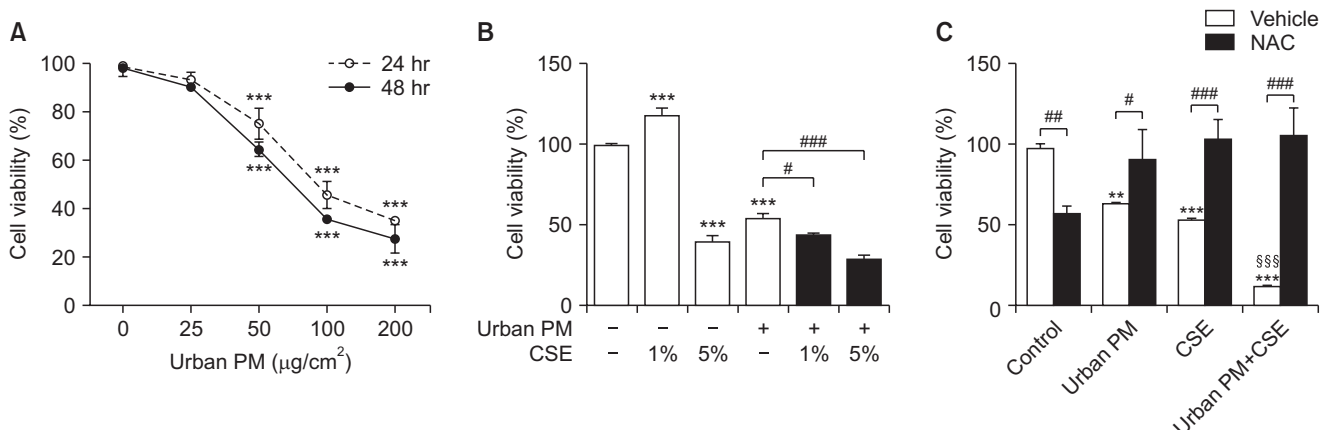 A
Cell viability (%)
100
80
60
40
20
0
24 hr
48 hr
***
***
***
***
***
***
0 25 50 100 200
Urban PM (μg/cm²)
B
Cell viability (%)
150
100
50
0
***
***
***
#
###
Urban PM − − − + + +
CSE − 1% 5% − 1% 5%
C
Vehicle
NAC
Cell viability (%)
150
100
50
0
##
#
###
###
**
***
§§§
***
Control
Urban PM
CSE
Urban PM+CSE